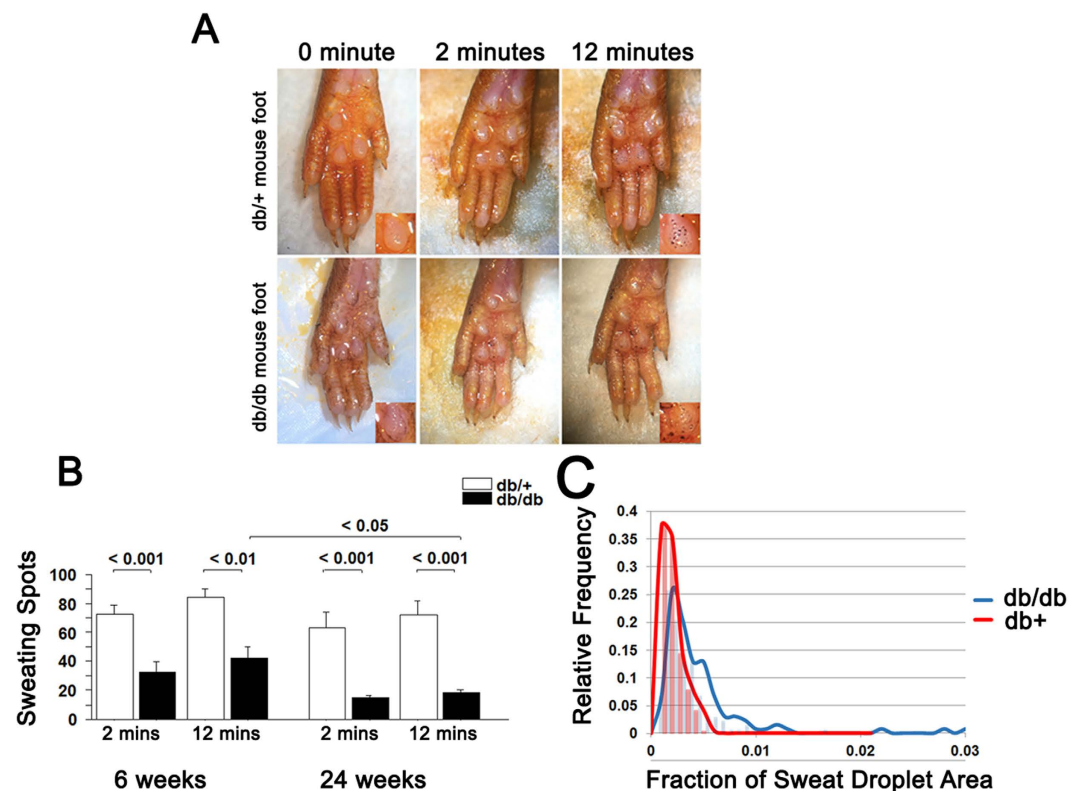 A
0 minute 2 minutes 12 minutes
db/+ mouse foot
db/db mouse foot
B
db/+
db/db
< 0.05
< 0.001 < 0.01 < 0.001 < 0.001
Sweating Spots
100
80
60
40
20
0
2 mins 12 mins 2 mins 12 mins
6 weeks 24 weeks
C
Relative Frequency
0.4
0.35
0.3
0.25
0.2
0.15
0.1
0.05
0
0 0.01 0.02 0.03
Fraction of Sweat Droplet Area
db/db
db+